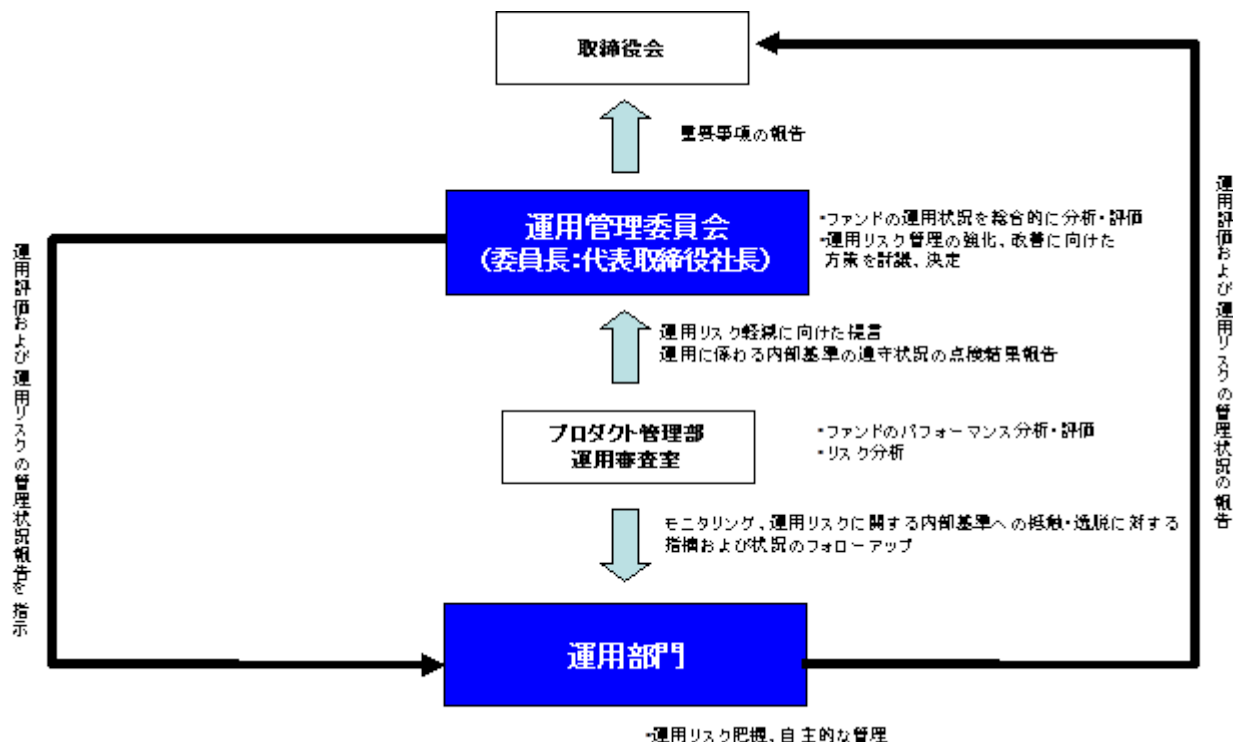 取締役会
重要事項の報告
運用管理委員会
(委員長:代表取締役社長)
・ファンドの運用状況を総合的に分析・評価
・運用リスク管理の強化、改善に向けた
方策を討議、決定
運用リスク軽減に向けた提言
運用に係わる内部基準の遵守状況の点検結果報告
プロダクト管理部
運用審査室
・ファンドのパフォーマンス分析・評価
・リスク分析
モニタリング、運用リスクに関する内部基準への抵触・逸脱に対する
指摘および状況のフォローアップ
運用部門
・運用リスク把握、自主的な管理
運用評価および運用リスクの管理状況報告を指示
運用評価および運用リスクの管理状況の報告